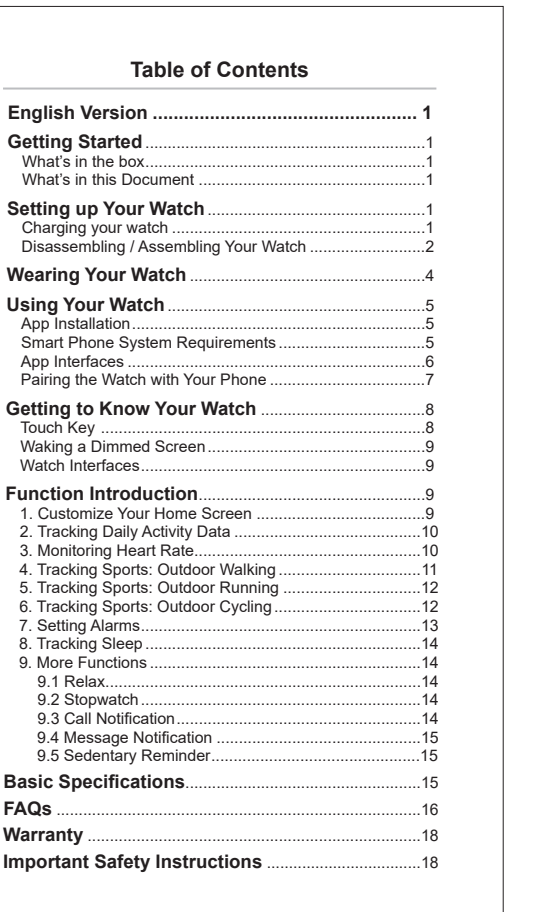 Table of Contents
English Version ................................................... 1
Getting Started ......................................................1
What's in the box......................................................1
What's in this Document ............................................1
Setting up Your Watch ..........................................1
Charging your watch .................................................1
Disassembling / Assembling Your Watch ......................2
Wearing Your Watch .............................................4
Using Your Watch .................................................5
App Installation.........................................................5
Smart Phone System Requirements ............................5
App Interfaces ..........................................................6
Pairing the Watch with Your Phone ..............................7
Getting to Know Your Watch ................................8
Touch Key ...............................................................8
Waking a Dimmed Screen..........................................9
Watch Interfaces.......................................................9
Function Introduction...........................................9
1. Customize Your Home Screen ................................9
2. Tracking Daily Activity Data ....................................10
3. Monitoring Heart Rate............................................10
4. Tracking Sports: Outdoor Walking ...........................11
5. Tracking Sports: Outdoor Running ..........................12
6. Tracking Sports: Outdoor Cycling ............................12
7. Setting Alarms.......................................................13
8. Tracking Sleep ......................................................14
9. More Functions .....................................................14
9.1 Relax..................................................................14
9.2 Stopwatch ...........................................................14
9.3 Call Notification....................................................14
9.4 Message Notification ............................................15
9.5 Sedentary Reminder.............................................15
Basic Specifications.............................................15
FAQs ....................................................................16
Warranty ...............................................................18
Important Safety Instructions ...............................18